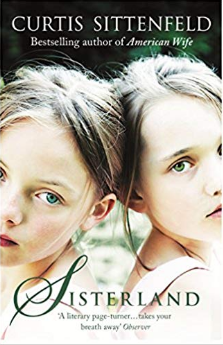 CURTIS SITTENFELD
Bestselling author of American Wife
SISTERLAND
'A literary page-turner...takes your
breath away' Observer